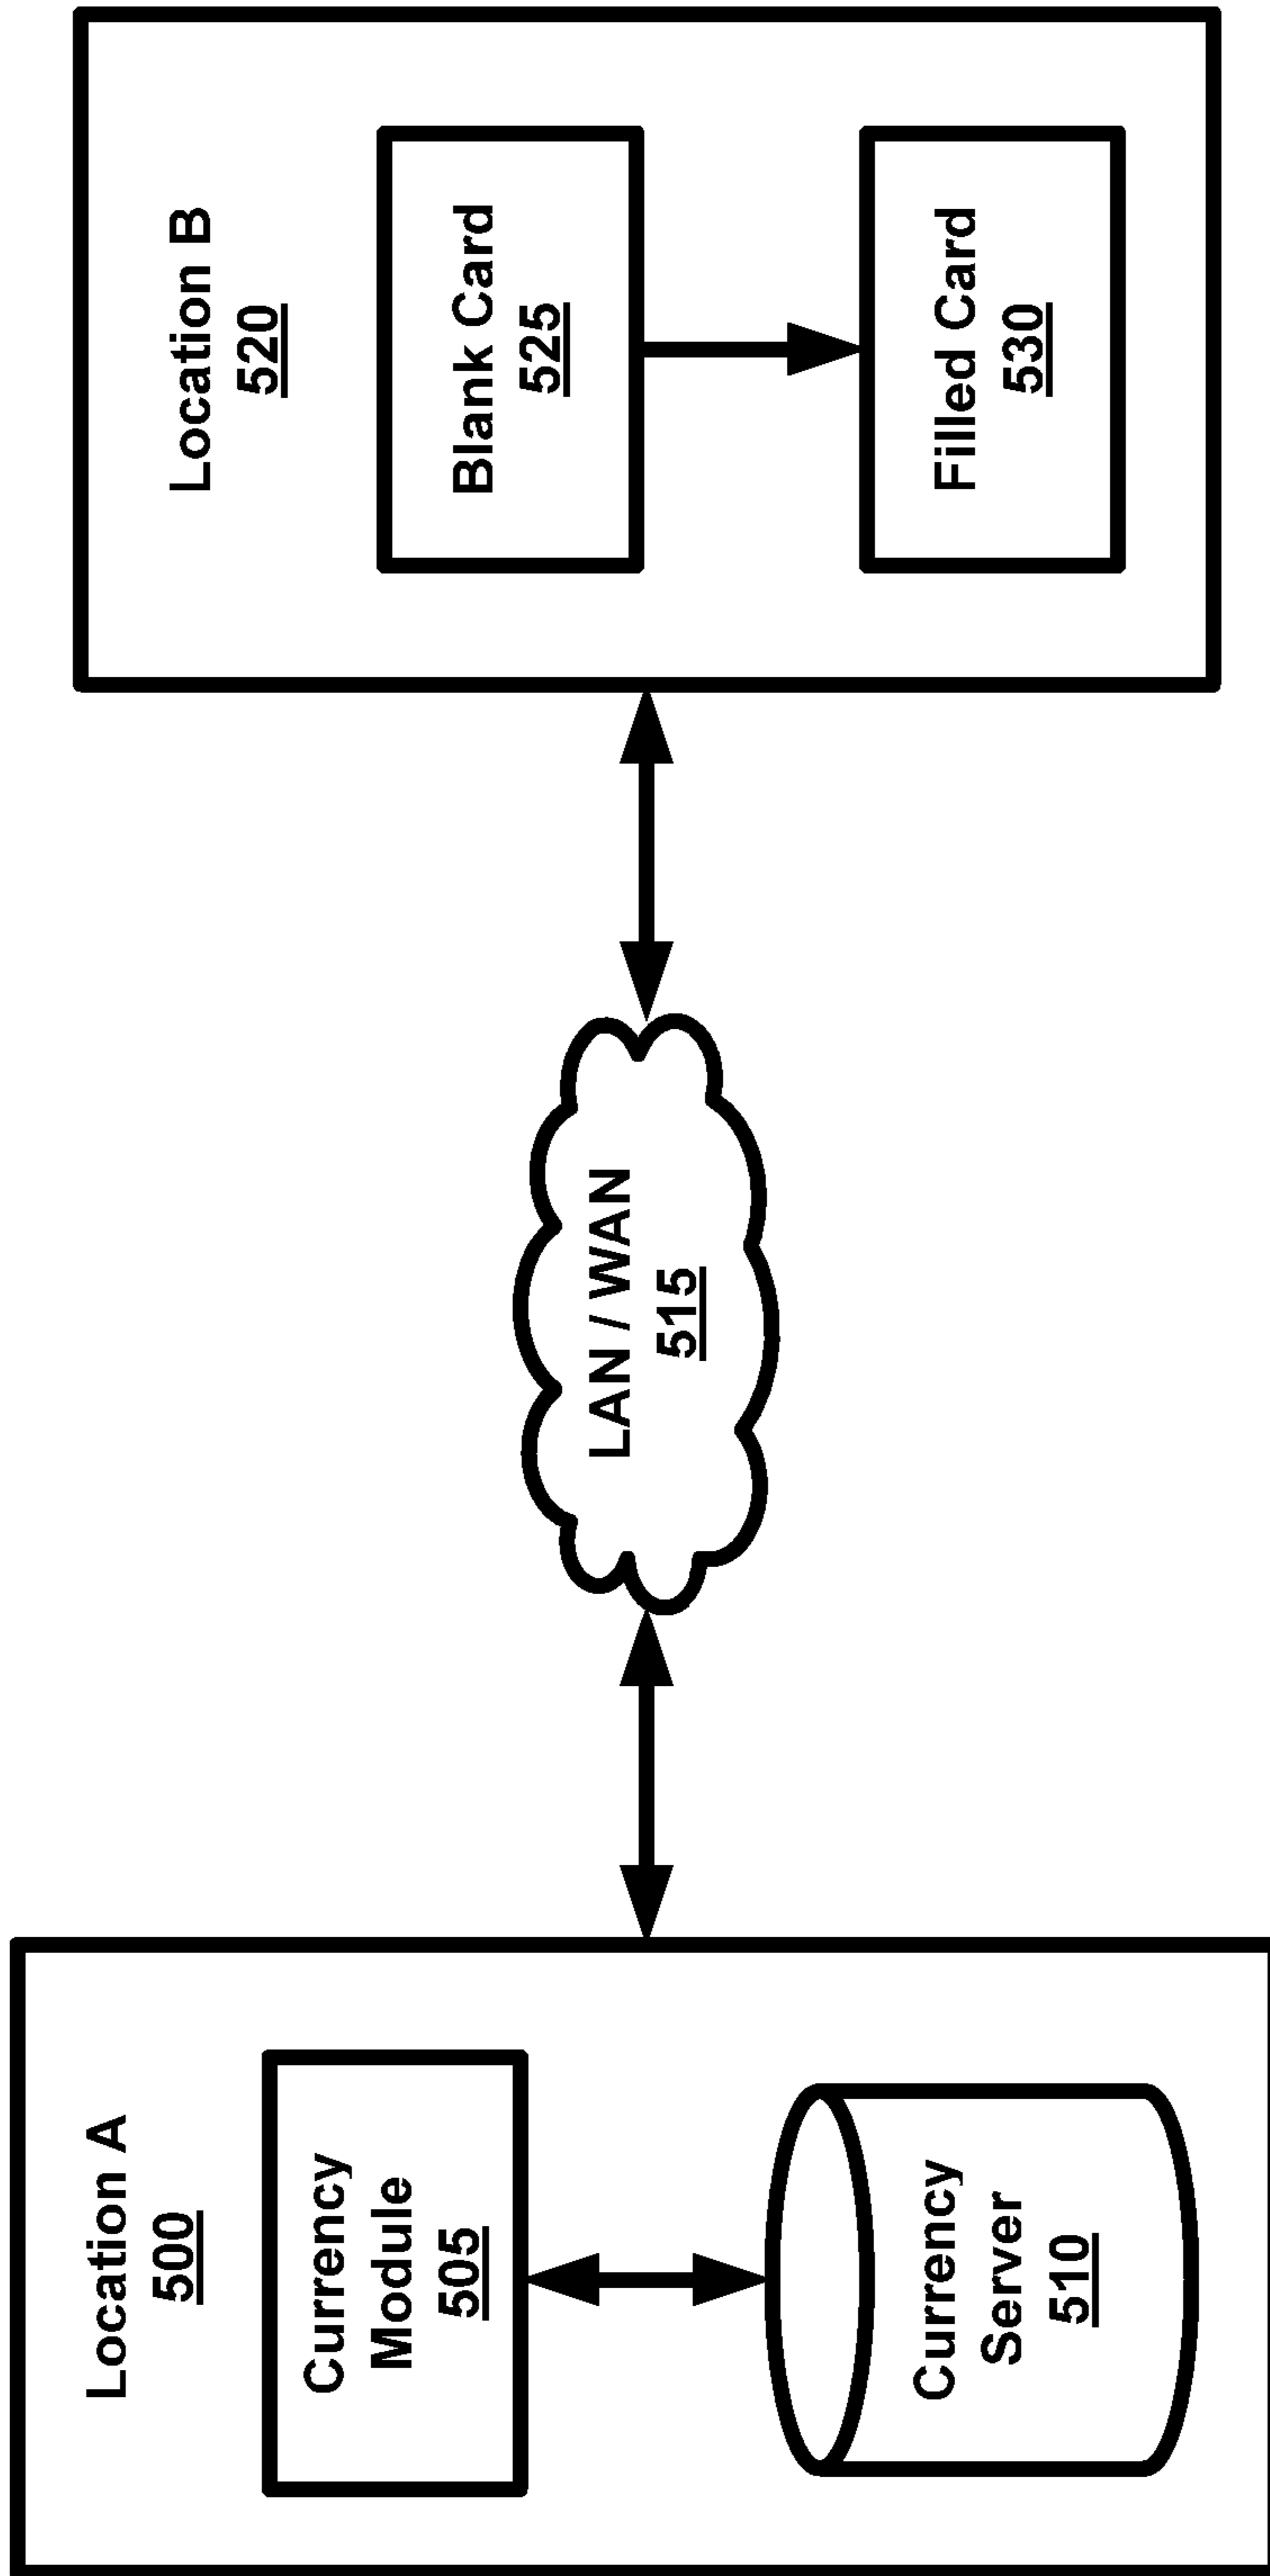 Location A
500
Currency
Module
505
Currency
Server
510
LAN / WAN
515
Location B
520
Blank Card
525
Filled Card
530